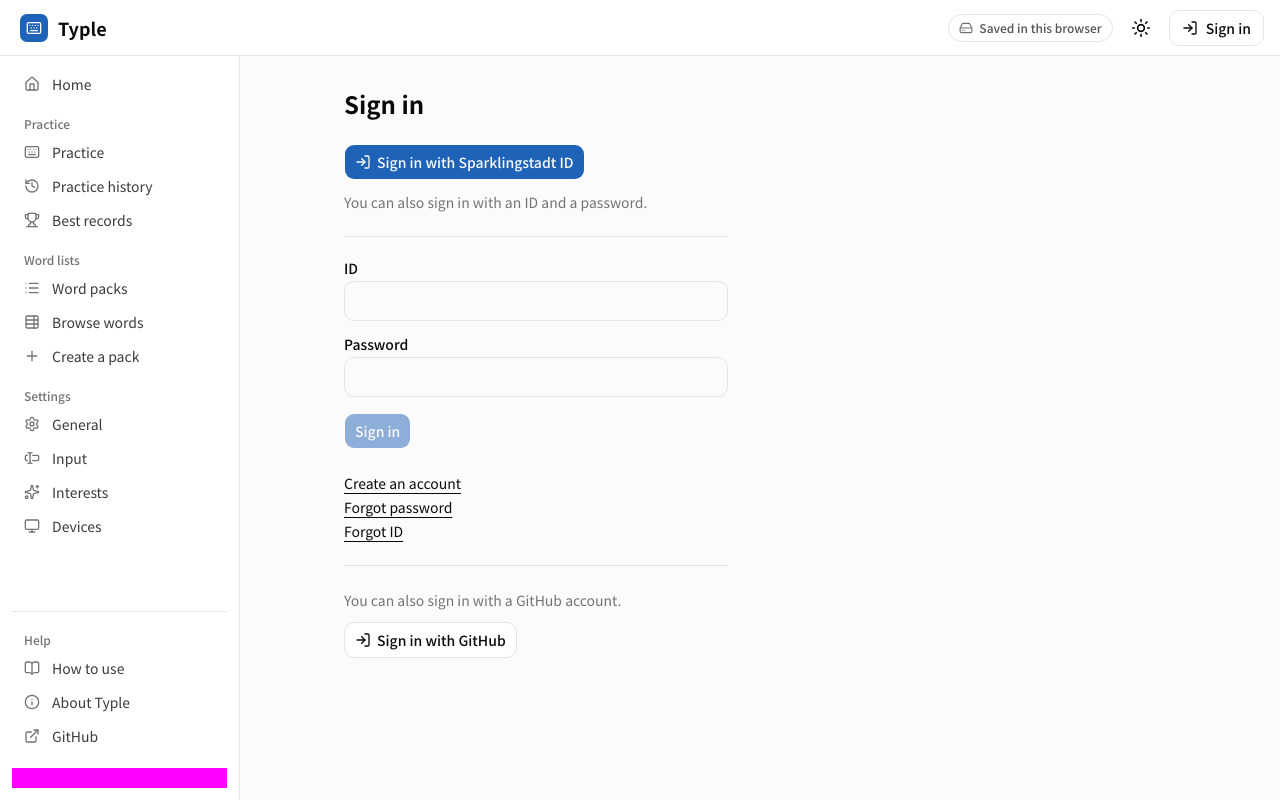 Typle
Saved in this browser
Sign in
Home
Practice
Practice
Practice history
Best records
Word lists
Word packs
Browse words
Create a pack
Settings
General
Input
Interests
Devices
Help
How to use
About Typle
GitHub
Sign in
Sign in with Sparklingstadt ID
You can also sign in with an ID and a password.
ID
Password
Sign in
Create an account
Forgot password
Forgot ID
You can also sign in with a GitHub account.
Sign in with GitHub